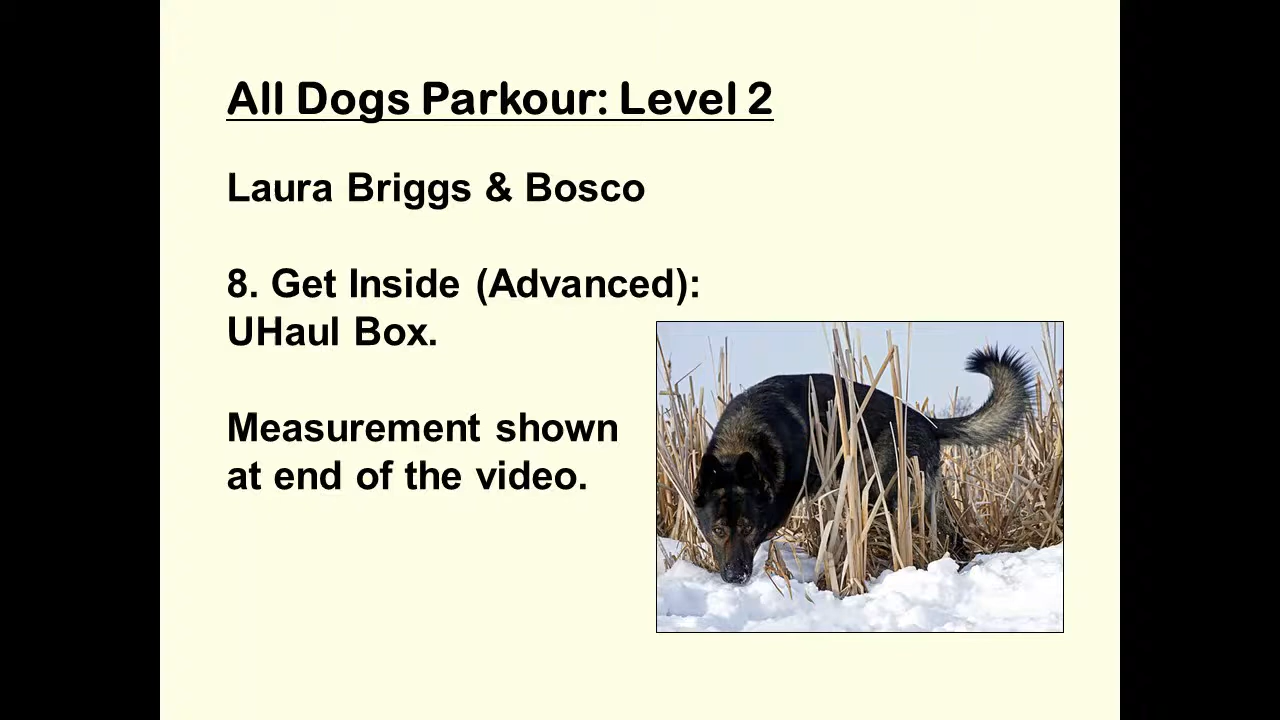 All Dogs Parkour: Level 2
Laura Briggs & Bosco
8. Get Inside (Advanced):
UHaul Box.
Measurement shown
at end of the video.